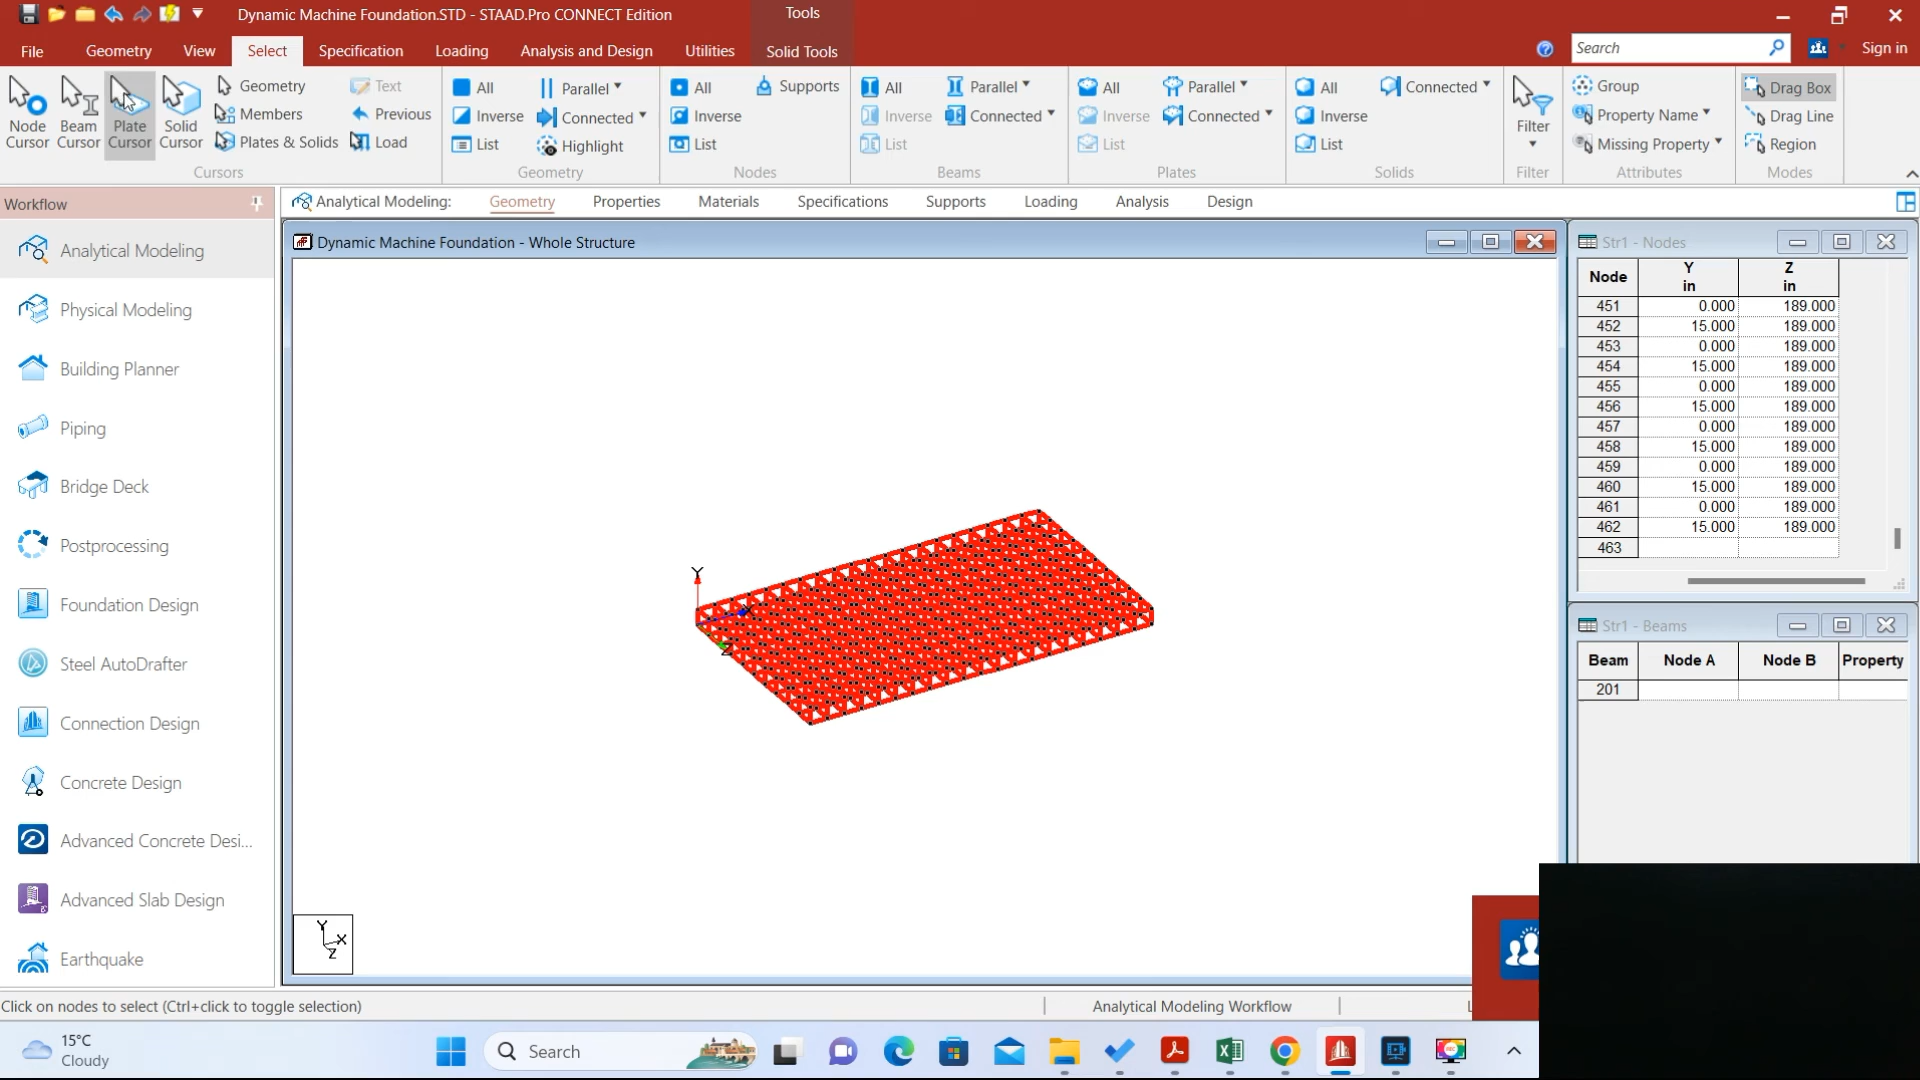 Dynamic Machine Foundation.STD - STAAD.Pro CONNECT Edition
Tools
File
Geometry
View
Select
Specification
Loading
Analysis and Design
Utilities
Solid Tools
Search
Sign in
Node Cursor
Beam Cursor
Plate Cursor
Solid Cursor
Geometry
Members
Plates & Solids
Text
Previous
Load
Cursors
All
Inverse
List
Parallel
Connected
Highlight
Geometry
All
Inverse
List
Supports
Nodes
All
Inverse
List
Parallel
Connected
Beams
All
Inverse
List
Parallel
Connected
Plates
All
Inverse
List
Connected
Solids
Filter
Filter
Group
Property Name
Missing Property
Attributes
Drag Box
Drag Line
Region
Modes
Workflow
Analytical Modeling
Physical Modeling
Building Planner
Piping
Bridge Deck
Postprocessing
Foundation Design
Steel AutoDrafter
Connection Design
Concrete Design
Advanced Concrete Desi...
Advanced Slab Design
Earthquake
Analytical Modeling:
Geometry
Properties
Materials
Specifications
Supports
Loading
Analysis
Design
Dynamic Machine Foundation - Whole Structure
Y
X
Z
Y
X
Z
Str1 - Nodes
Node Y in Z in
451 0.000 189.000
452 15.000 189.000
453 0.000 189.000
454 15.000 189.000
455 0.000 189.000
456 15.000 189.000
457 0.000 189.000
458 15.000 189.000
459 0.000 189.000
460 15.000 189.000
461 0.000 189.000
462 15.000 189.000
463
Str1 - Beams
Beam Node A Node B Property
201
Click on nodes to select (Ctrl+click to toggle selection)
Analytical Modeling Workflow
L
15°C
Cloudy
Search